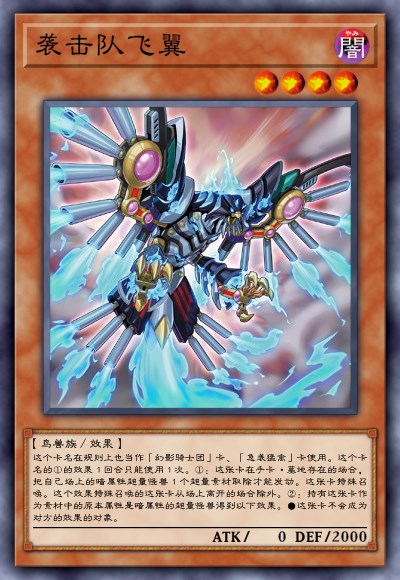 袭击队飞翼
やみ
闇
【鸟兽族／效果】
这个卡名在规则上也当作「幻影骑士团」卡、「急袭猛禽」卡使用。这个卡
名的①的效果1回合只能使用1次。①：这张卡在手卡・墓地存在的场合，
把自己场上的暗属性超量怪兽1个超量素材取除才能发动。这张卡特殊召
唤。这个效果特殊召唤的这张卡从场上离开的场合除外。②：持有这张卡作
为素材中的原本属性是暗属性的超量怪兽得到以下效果。●这张卡不会成为
对方的效果的对象。
ATK/ 0 DEF/2000